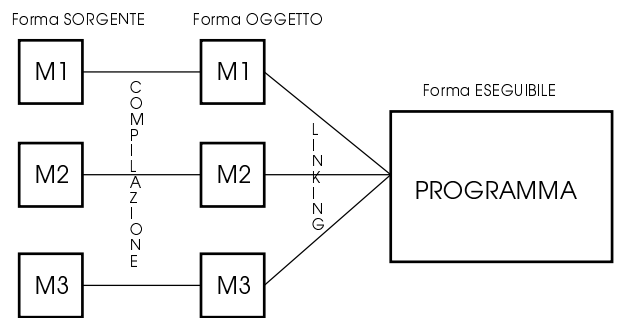 Forma SORGENTE
Forma OGGETTO
M1
M1
COMPILAZIONE
LINKING
Forma ESEGUIBILE
M2
M2
PROGRAMMA
M3
M3